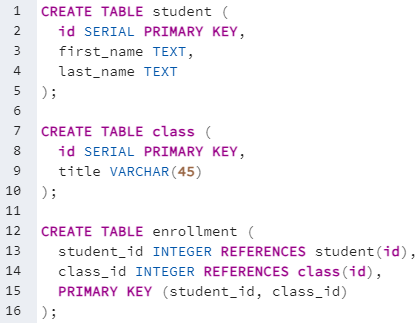 1 CREATE TABLE student (
2 id SERIAL PRIMARY KEY,
3 first_name TEXT,
4 last_name TEXT
5 );
6
7 CREATE TABLE class (
8 id SERIAL PRIMARY KEY,
9 title VARCHAR(45)
10 );
11
12 CREATE TABLE enrollment (
13 student_id INTEGER REFERENCES student(id),
14 class_id INTEGER REFERENCES class(id),
15 PRIMARY KEY (student_id, class_id)
16 );